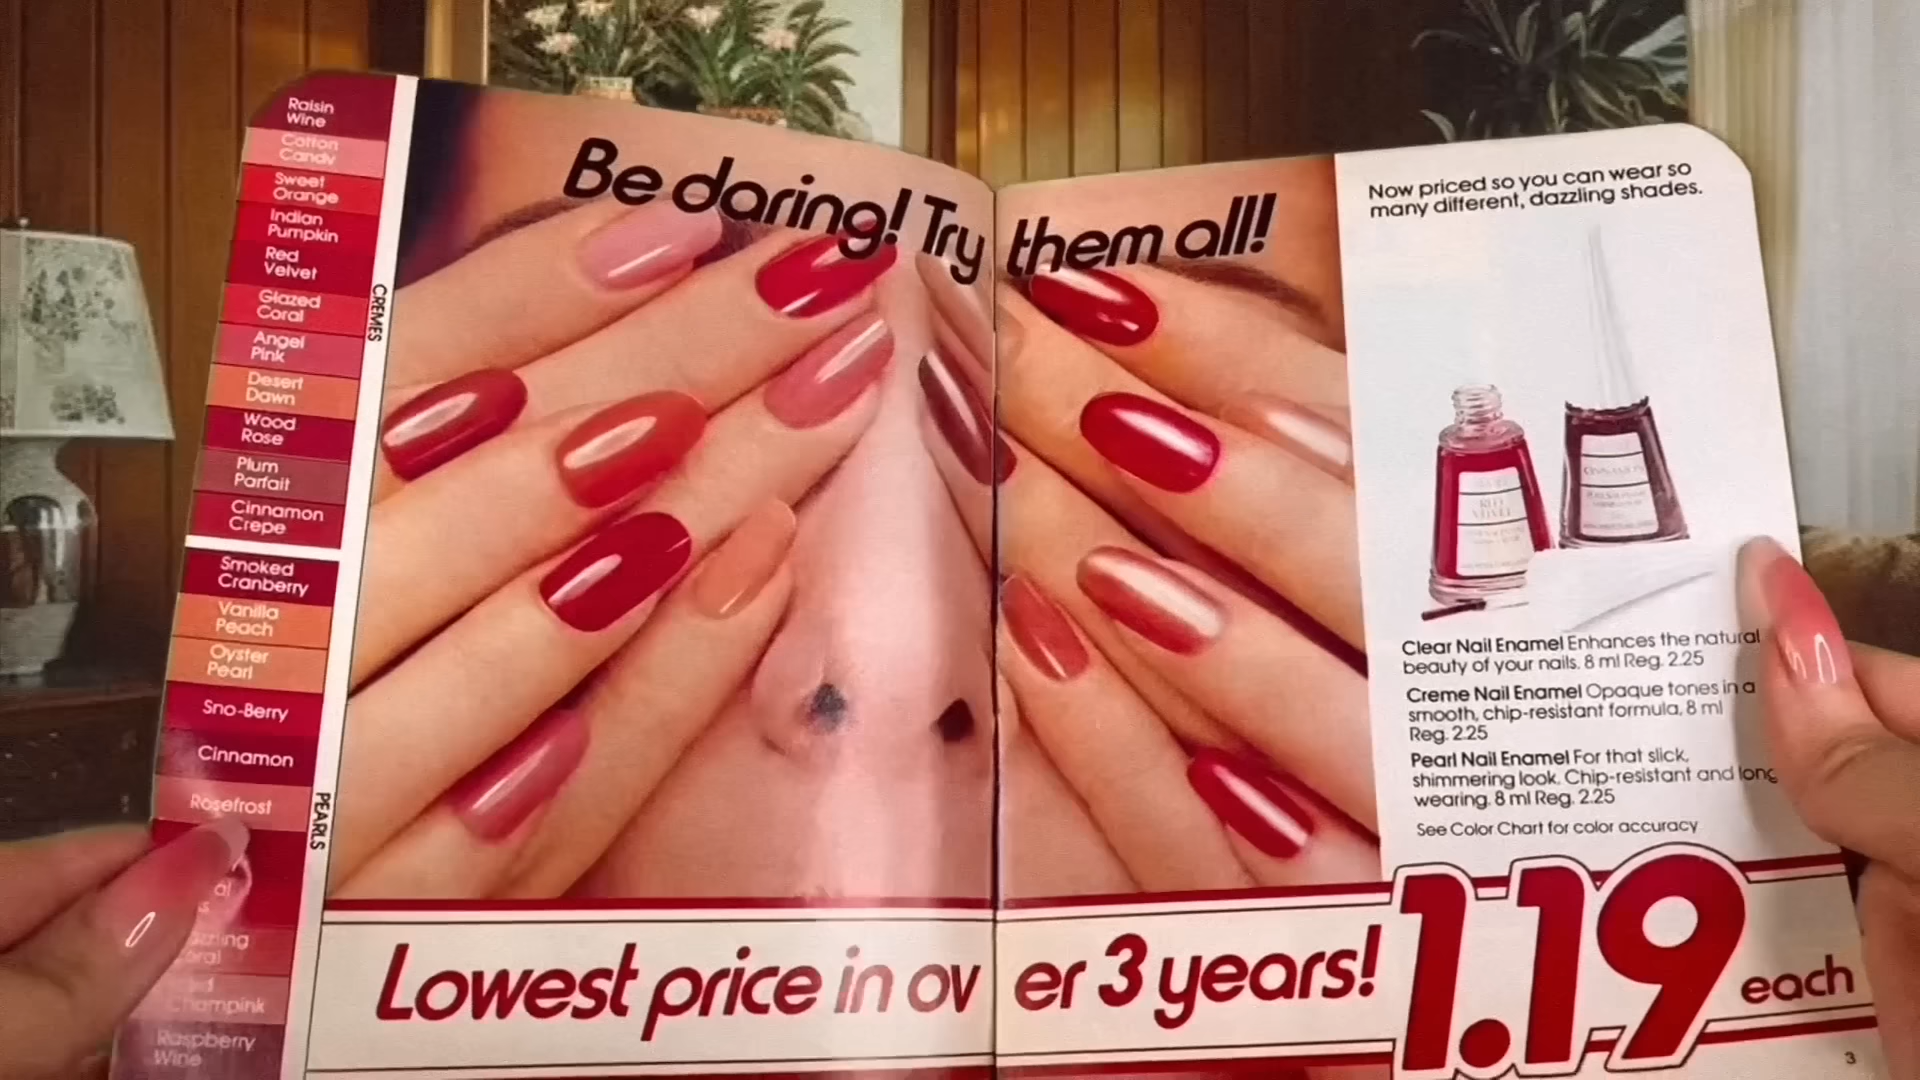 Raisin
Wine
Cotton
Candy
Sweet
Orange
Indian
Pumpkin
Red
Velvet
Glazed
Coral
Angel
Pink
Desert
Dawn
Wood
Rose
Plum
Parfait
Cinnamon
Crepe
CREMES
Smoked
Cranberry
Vanilla
Peach
Oyster
Pearl
Sno-Berry
Cinnamon
Rosefrost
Champink
Raspberry
Wine
PEARLS
Be daring! Try them all!
Now priced so you can wear so
many different, dazzling shades.
RED
VELVET
CINNAMON
Clear Nail Enamel Enhances the natural
beauty of your nails. 8 ml Reg. 2.25
Creme Nail Enamel Opaque tones in a
smooth, chip-resistant formula, 8 ml
Reg. 2.25
Pearl Nail Enamel For that slick,
shimmering look. Chip-resistant and long
wearing. 8 ml Reg. 2.25
See Color Chart for color accuracy
Lowest price in ov er 3 years! 1.19 each
3